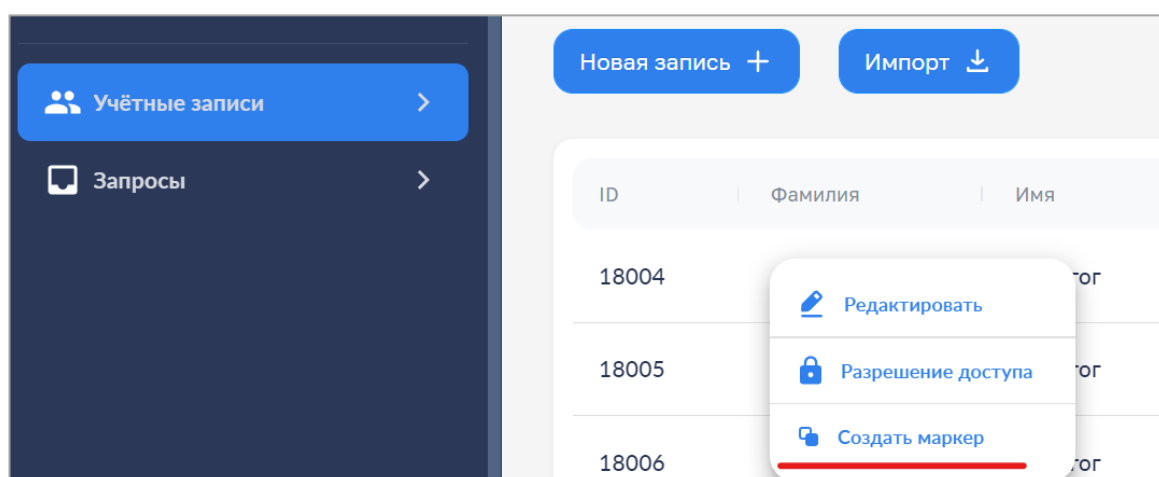 Новая запись
Импорт
Учётные записи
Запросы
ID Фамилия Имя
18004
Редактировать
18005
Разрешение доступа
Создать маркер
18006